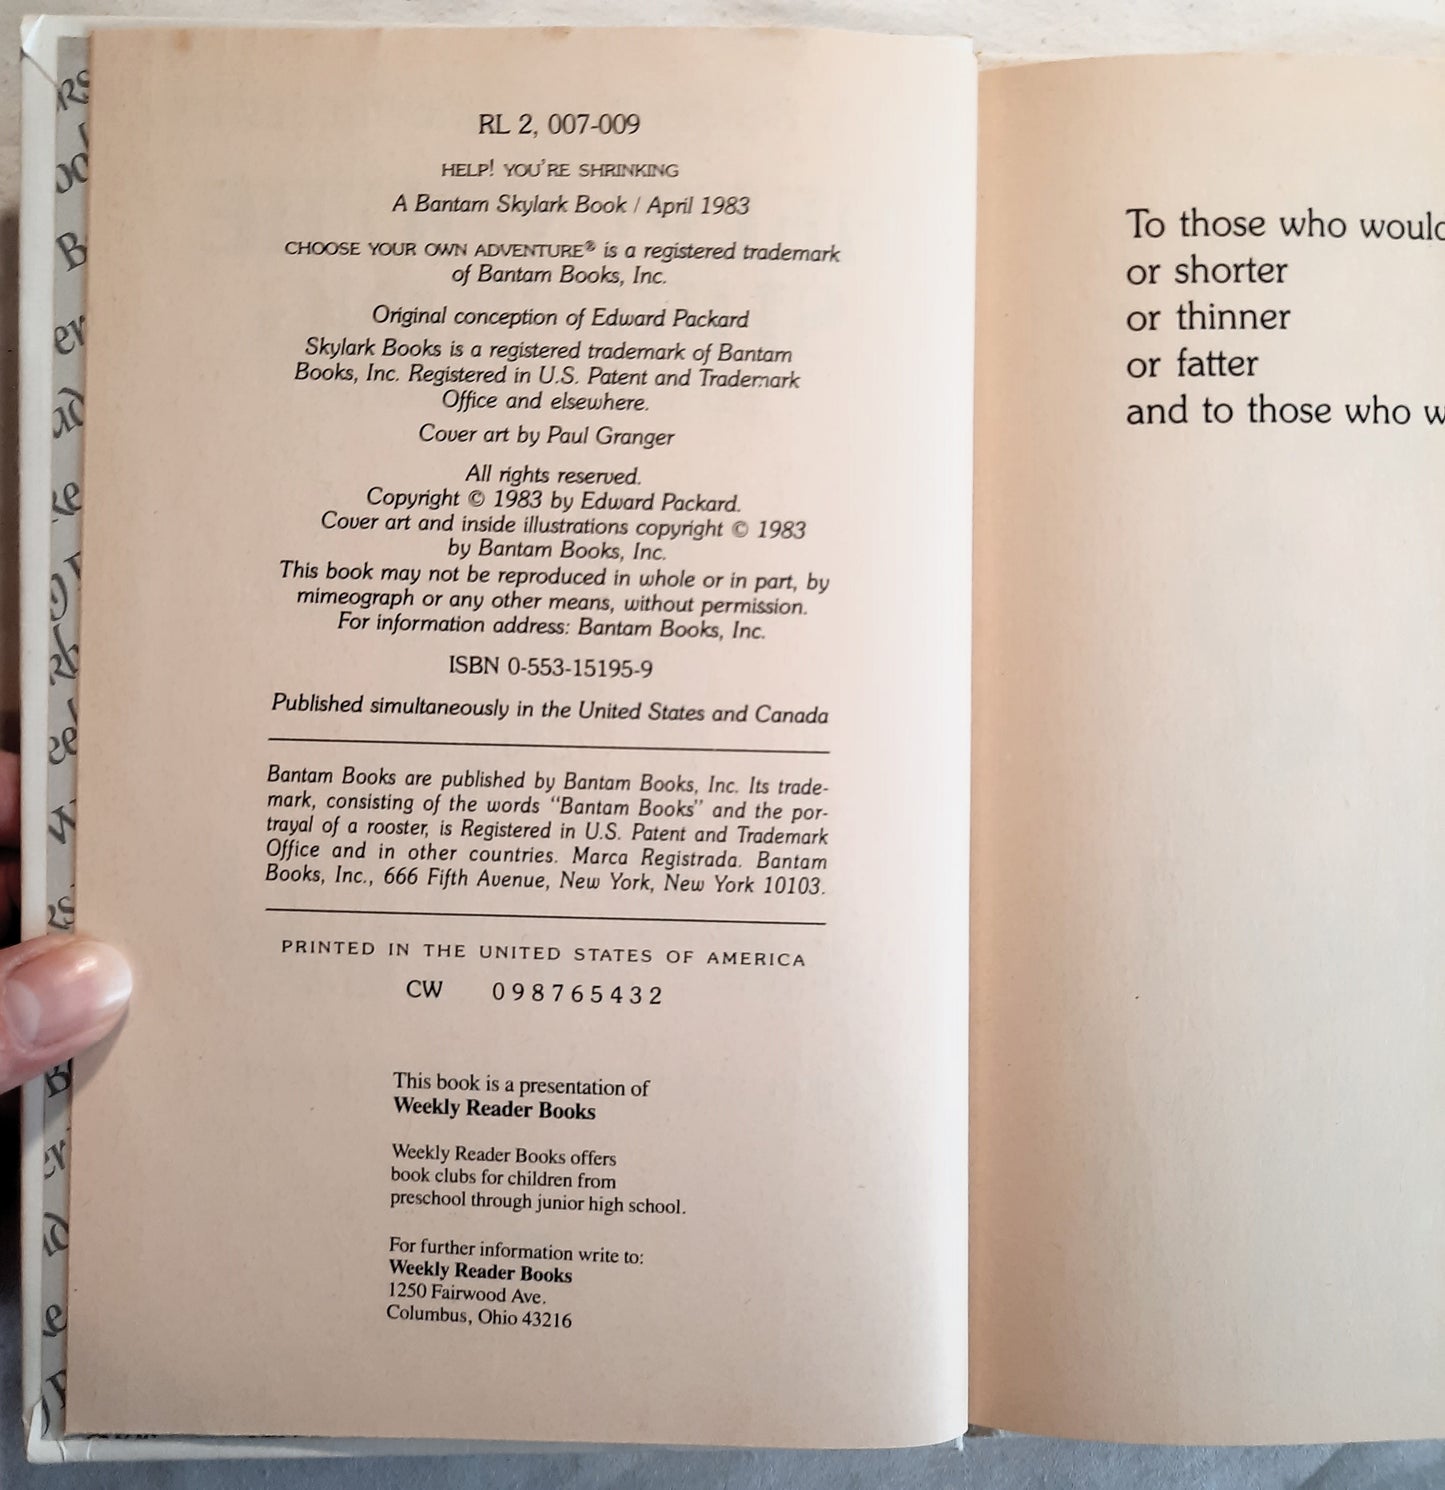 RL 2, 007-009
HELP! YOU'RE SHRINKING
A Bantam Skylark Book / April 1983
CHOOSE YOUR OWN ADVENTURE® is a registered trademark
of Bantam Books, Inc.
Original conception of Edward Packard
Skylark Books is a registered trademark of Bantam
Books, Inc. Registered in U.S. Patent and Trademark
Office and elsewhere.
Cover art by Paul Granger
All rights reserved.
Copyright © 1983 by Edward Packard.
Cover art and inside illustrations copyright © 1983
by Bantam Books, Inc.
This book may not be reproduced in whole or in part, by
mimeograph or any other means, without permission.
For information address: Bantam Books, Inc.
ISBN 0-553-15195-9
Published simultaneously in the United States and Canada
Bantam Books are published by Bantam Books, Inc. Its trade-
mark, consisting of the words "Bantam Books" and the por-
trayal of a rooster, is Registered in U.S. Patent and Trademark
Office and in other countries. Marca Registrada. Bantam
Books, Inc., 666 Fifth Avenue, New York, New York 10103.
PRINTED IN THE UNITED STATES OF AMERICA
CW 0 9 8 7 6 5 4 3 2
This book is a presentation of
Weekly Reader Books
Weekly Reader Books offers
book clubs for children from
preschool through junior high school.
For further information write to:
Weekly Reader Books
1250 Fairwood Ave.
Columbus, Ohio 43216
To those who would
or shorter
or thinner
or fatter
and to those who